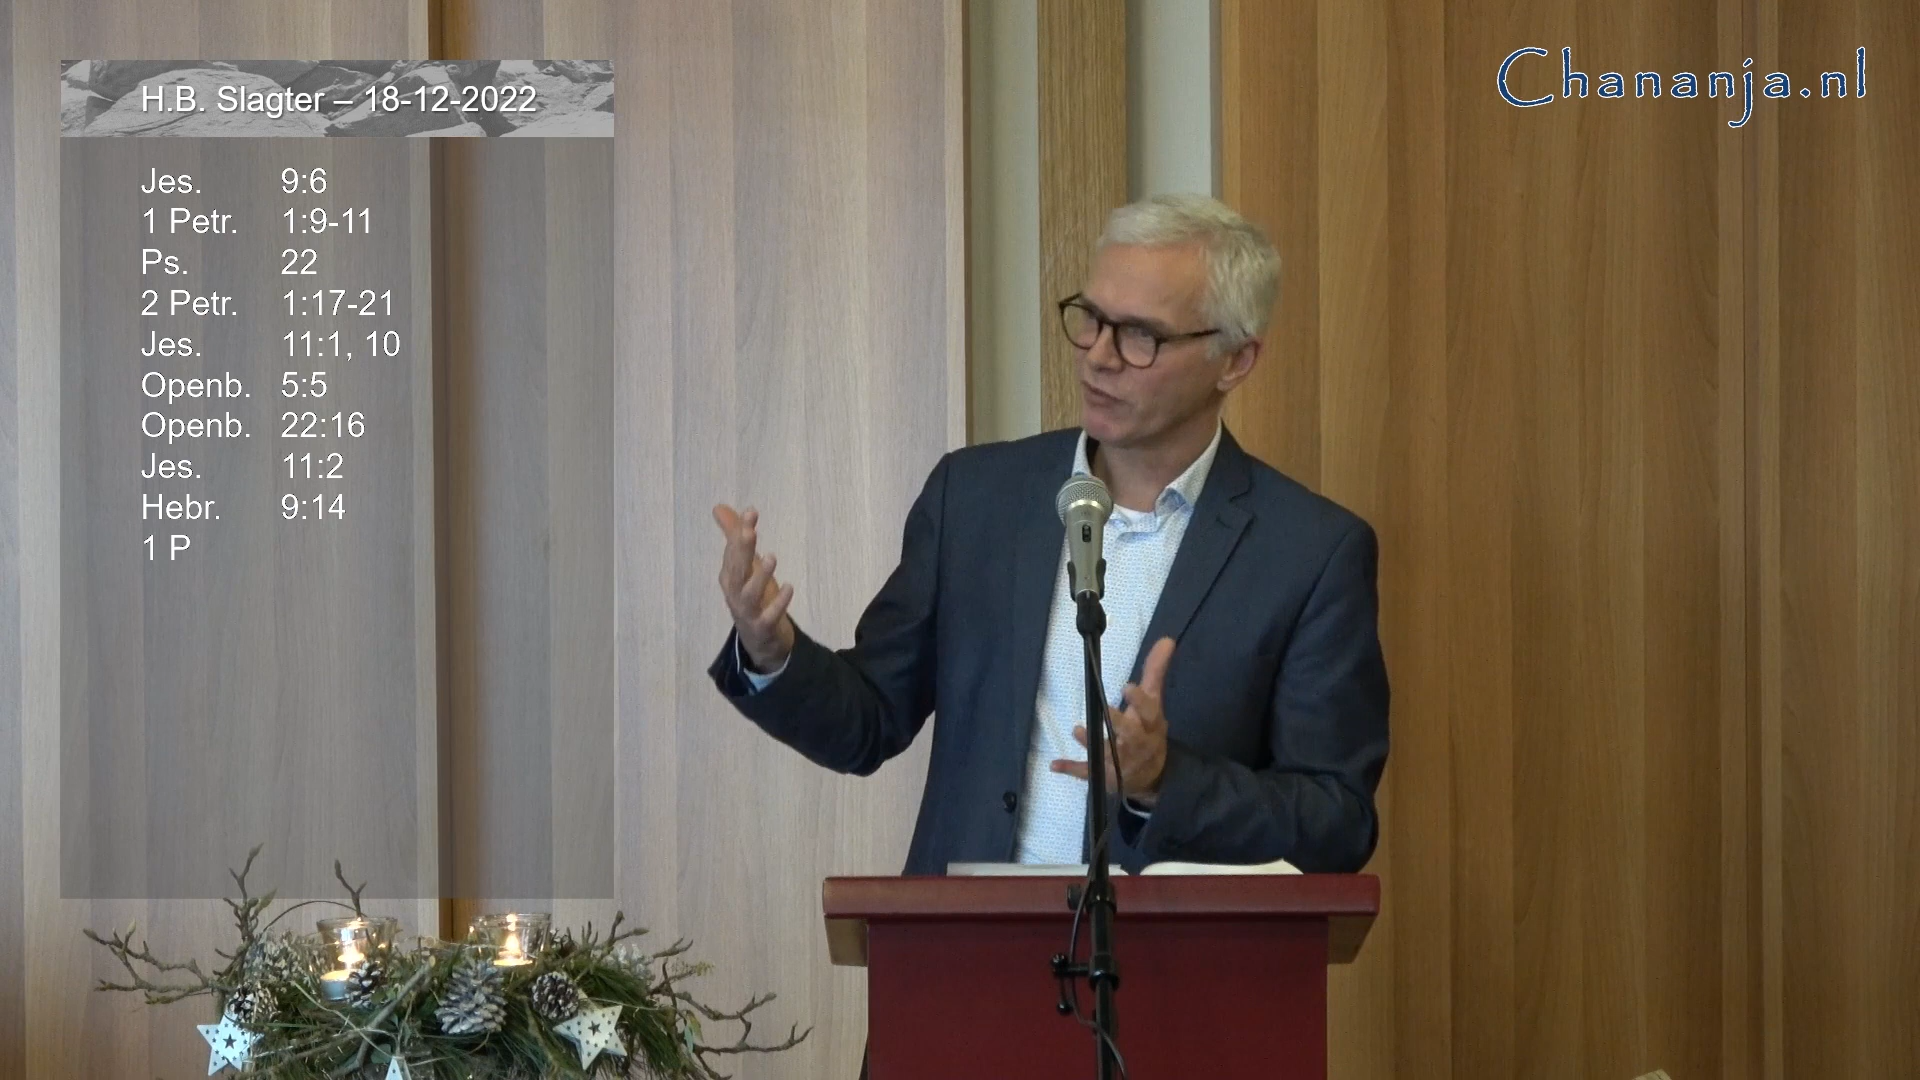 H.B. Slagter – 18-12-2022
Chananja.nl
Jes. 9:6
1 Petr. 1:9-11
Ps. 22
2 Petr. 1:17-21
Jes. 11:1, 10
Openb. 5:5
Openb. 22:16
Jes. 11:2
Hebr. 9:14
1 P